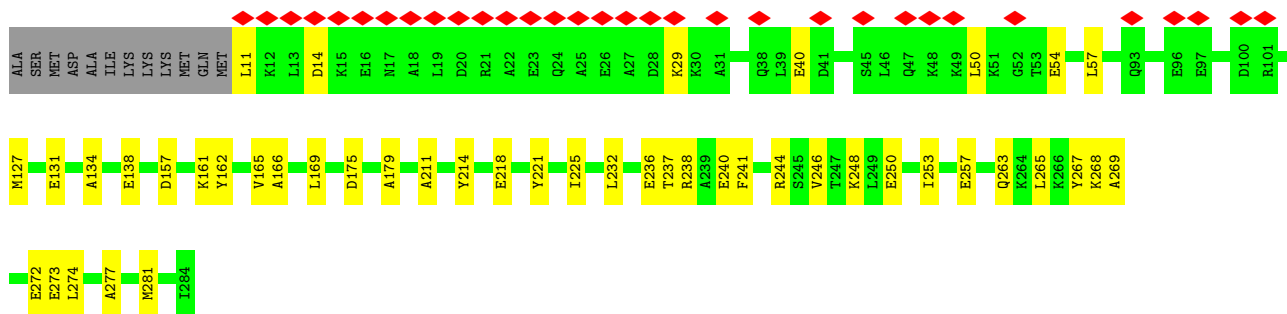 ALA SER MET ASP ALA ILE LYS LYS LYS MET GLN MET L11 K12 L13 D14 K15 E16 N17 A18 L19 D20 R21 A22 E23 Q24 A25 E26 A27 D28 K29 K30 A31 Q38 L39 E40 D41 S45 L46 Q47 K48 K49 L50 K51 G52 T53 E54 L57 Q93 E96 E97 D100 R101
M127 E131 A134 E138 D157 K161 Y162 V165 A166 L169 D175 A179 A211 Y214 E218 Y221 I225 L232 E236 T237 R238 A239 E240 F241 R244 S245 V246 T247 K248 L249 E250 I253 E257 Q263 K264 L265 K266 Y267 K268 A269
E272 E273 L274 A277 M281 I284